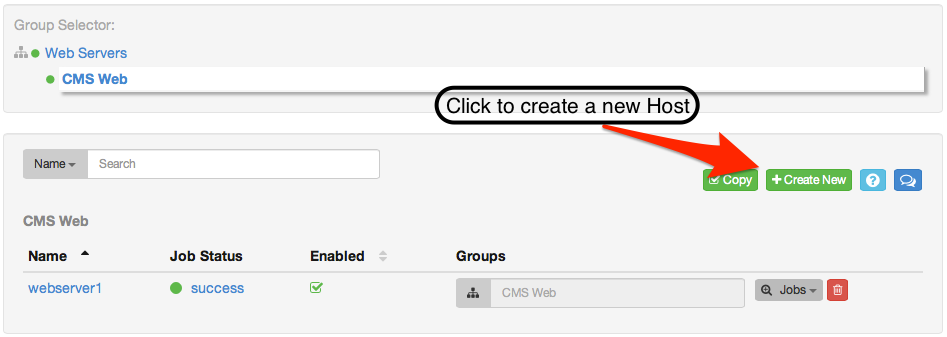 Group Selector:
Web Servers
CMS Web
Click to create a new Host
Name Search
Copy Create New ?
CMS Web
Name Job Status Enabled Groups
webserver1 success CMS Web Jobs